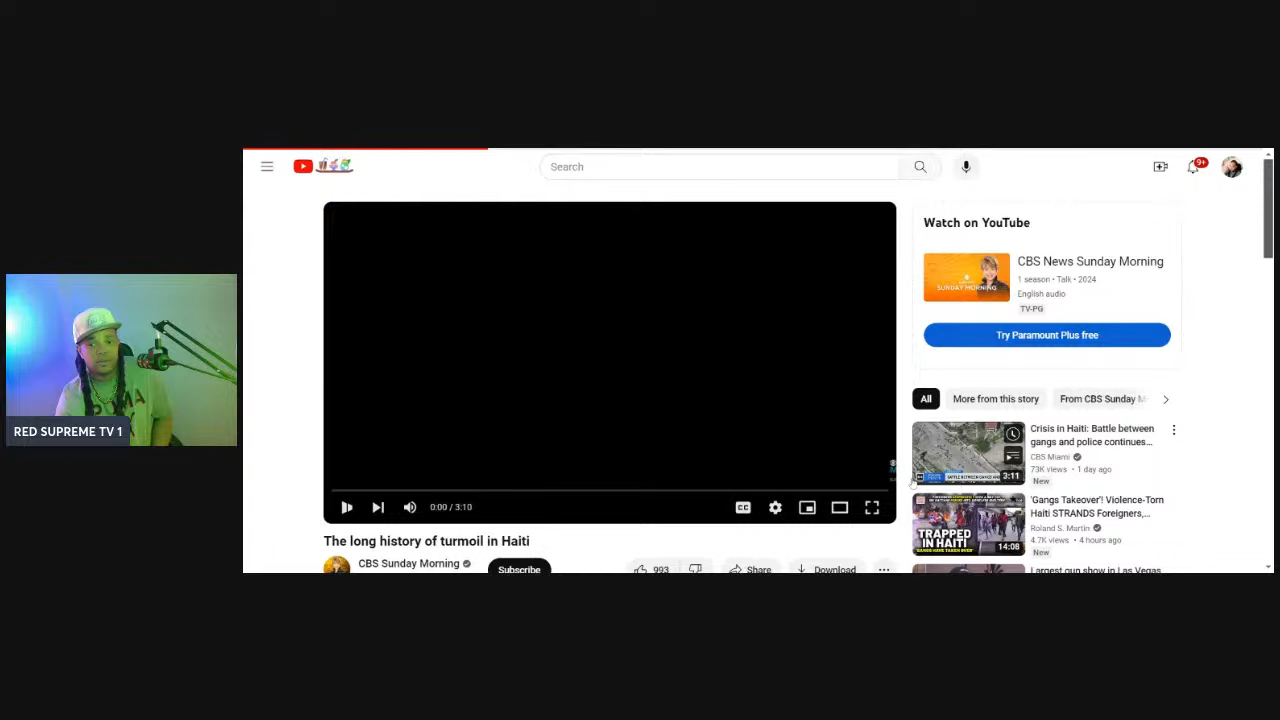 Search
9+
Watch on YouTube
CBS News Sunday Morning
1 season • Talk • 2024
English audio
TV-PG
SUNDAY MORNING
Try Paramount Plus free
All
More from this story
From CBS Sunday M
Crisis in Haiti: Battle between
gangs and police continues...
CBS Miami
73K views • 1 day ago
New
3:11
'Gangs Takeover'! Violence-Torn
Haiti STRANDS Foreigners,...
Roland S. Martin
4.7K views • 4 hours ago
New
TRAPPED
IN HAITI
14:08
Largest gun show in Las Vegas
0:00 / 3:10
CC
The long history of turmoil in Haiti
CBS Sunday Morning
Subscribe
993
Share
Download
PUMA
RED SUPREME TV 1